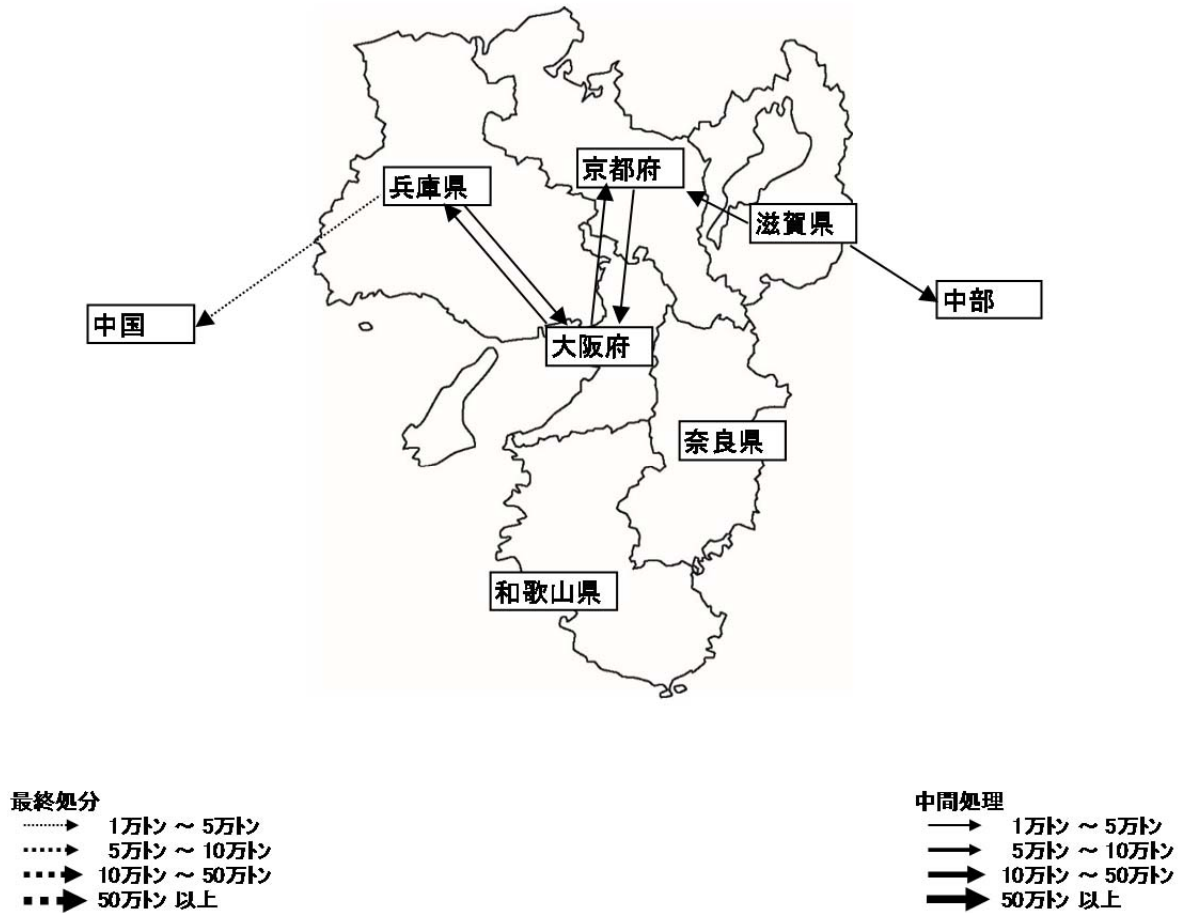 京都府
兵庫県
滋賀県
中部
中国
大阪府
奈良県
和歌山県
最終処分
1万トン ～ 5万トン
5万トン ～ 10万トン
10万トン ～ 50万トン
50万トン 以上
中間処理
1万トン ～ 5万トン
5万トン ～ 10万トン
10万トン ～ 50万トン
50万トン 以上